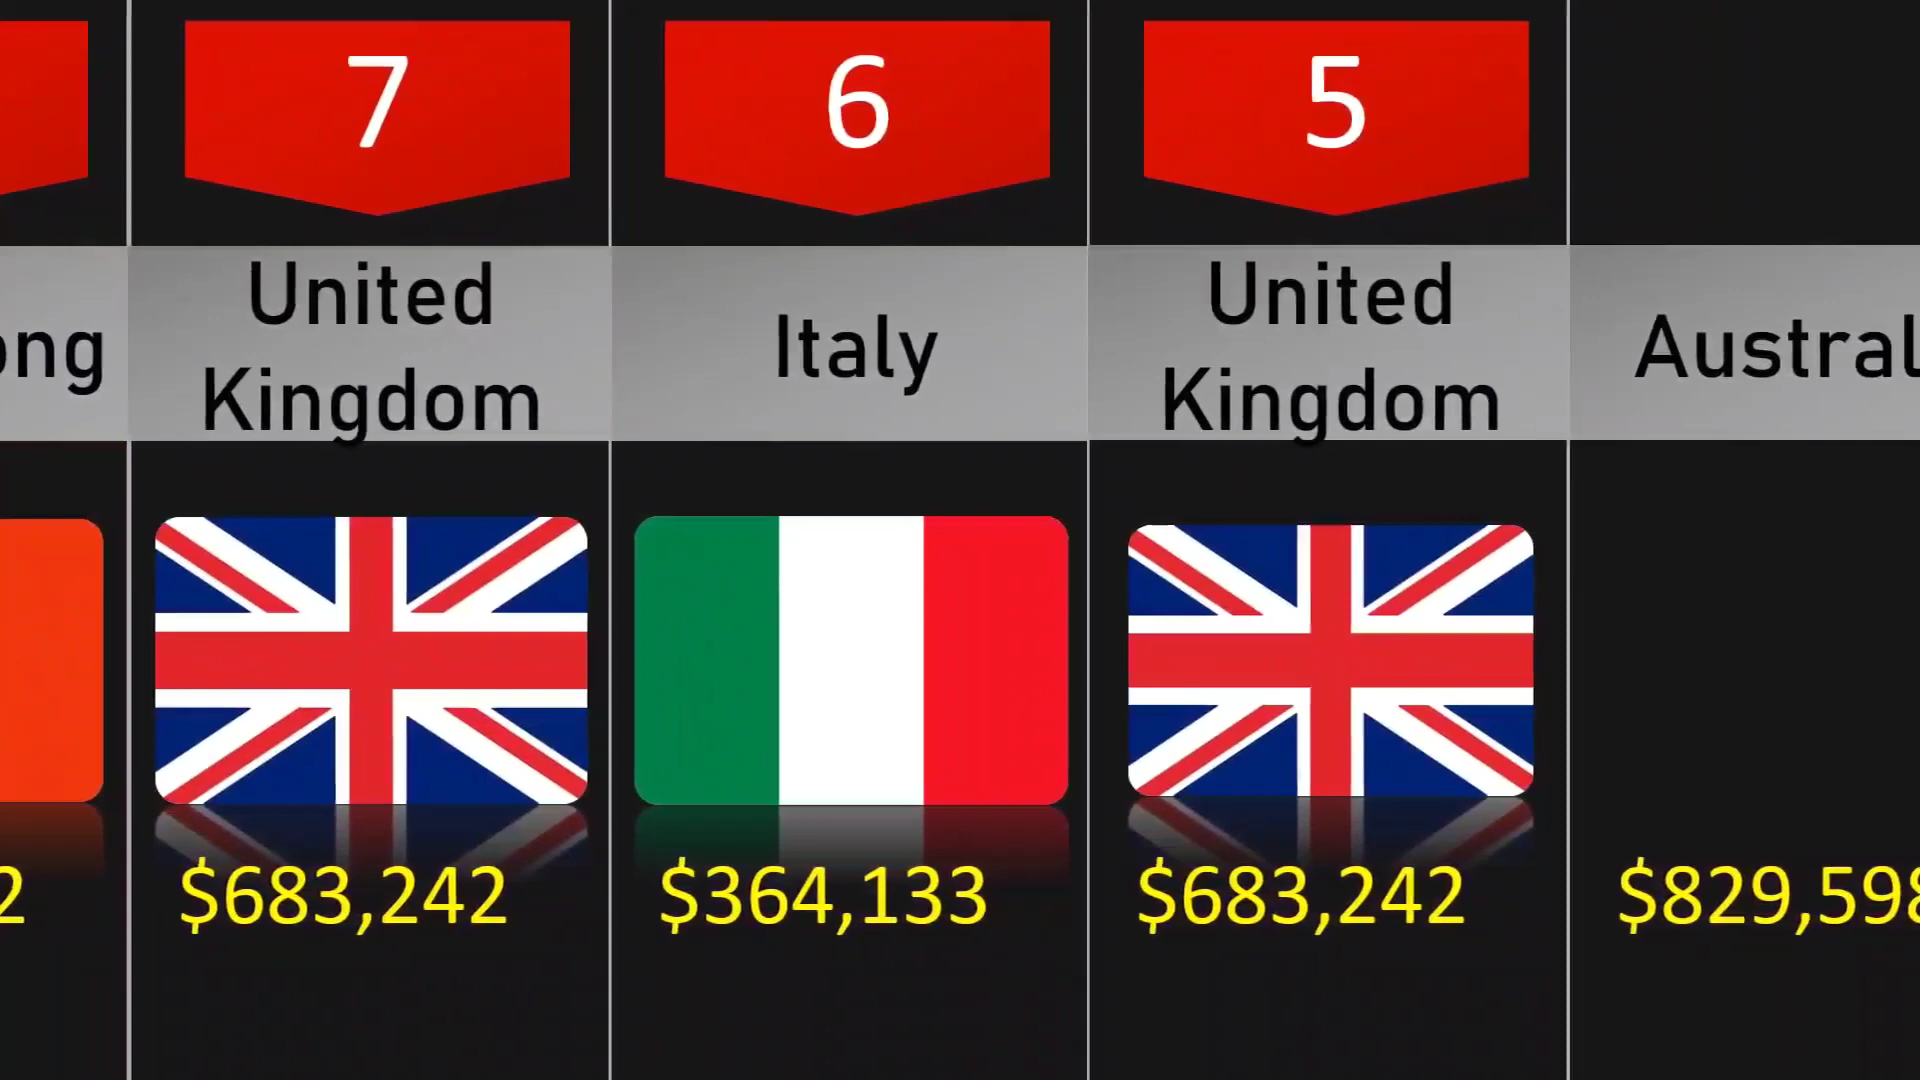 7
6
5
ong
United
Kingdom
Italy
United
Kingdom
Austral
2
$683,242
$364,133
$683,242
$829,598